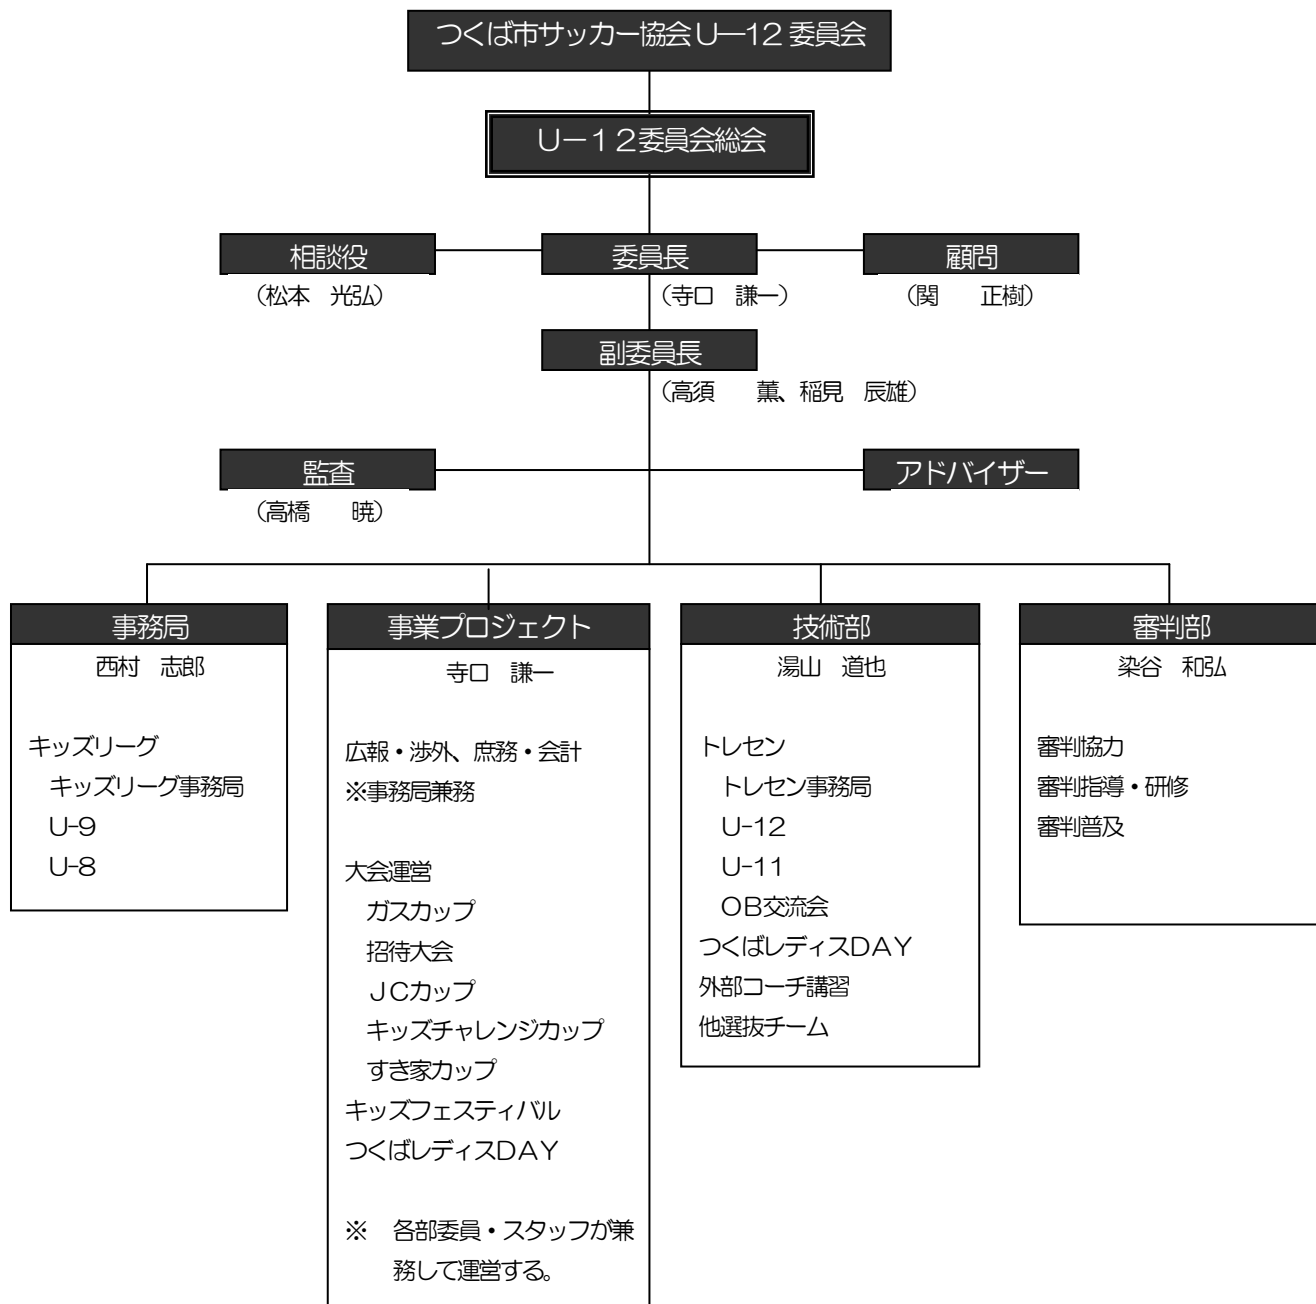 つくば市サッカー協会U―12委員会
U－１２委員会総会
相談役
委員長
顧問
（松本　光弘）
（寺口　謙一）
（関　　正樹）
副委員長
（高須　　薫、稲見　辰雄）
監査
アドバイザー
（高橋　　暁）
事務局
西村　志郎
キッズリーグ
キッズリーグ事務局
U-9
U-8
事業プロジェクト
寺口　謙一
広報・渉外、庶務・会計
※事務局兼務
大会運営
ガスカップ
招待大会
ＪＣカップ
キッズチャレンジカップ
すき家カップ
キッズフェスティバル
つくばレディスＤＡＹ
※　各部委員・スタッフが兼
務して運営する。
技術部
湯山　道也
トレセン
トレセン事務局
U-12
U-11
ＯＢ交流会
つくばレディスＤＡＹ
外部コーチ講習
他選抜チーム
審判部
染谷　和弘
審判協力
審判指導・研修
審判普及